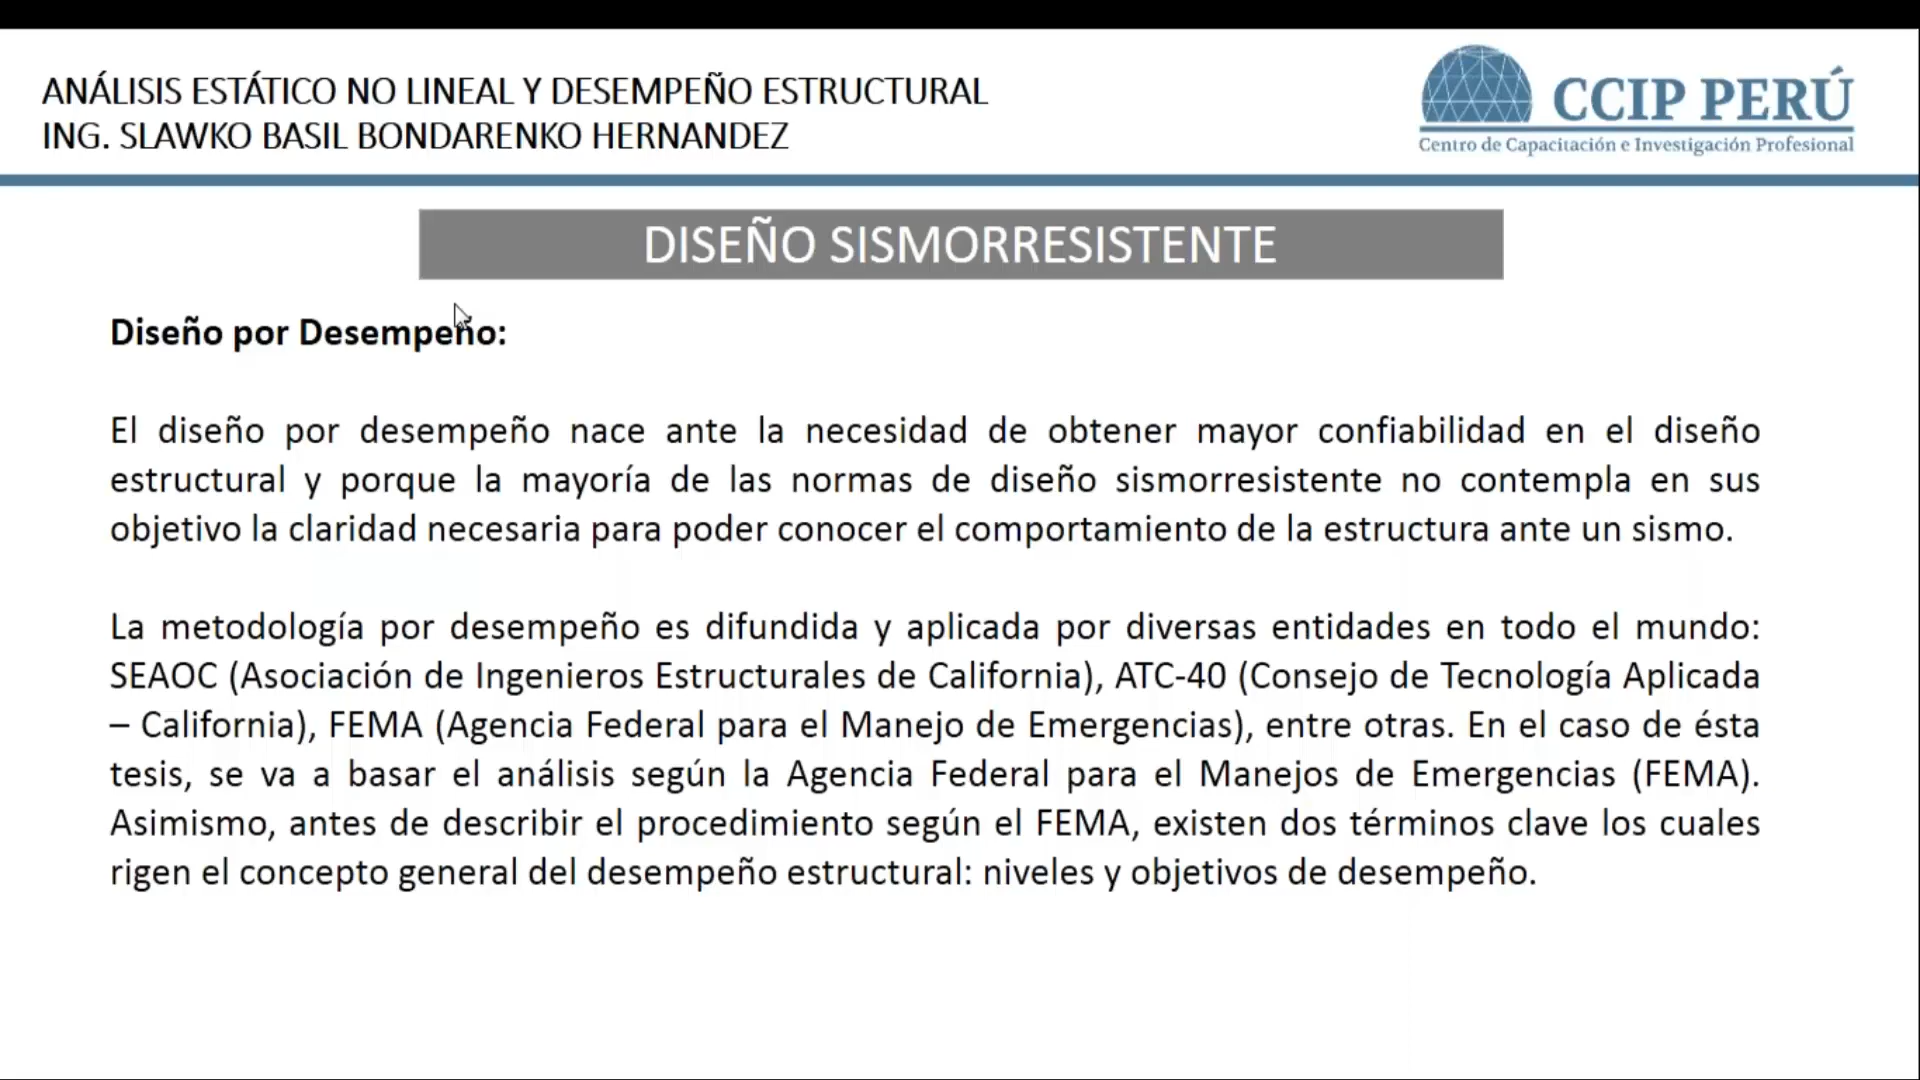 ANÁLISIS ESTÁTICO NO LINEAL Y DESEMPEÑO ESTRUCTURAL
ING. SLAWKO BASIL BONDARENKO HERNANDEZ
CCIP PERÚ
Centro de Capacitación e Investigación Profesional
DISEÑO SISMORRESISTENTE
Diseño por Desempeño:
El diseño por desempeño nace ante la necesidad de obtener mayor confiabilidad en el diseño
estructural y porque la mayoría de las normas de diseño sismorresistente no contempla en sus
objetivo la claridad necesaria para poder conocer el comportamiento de la estructura ante un sismo.
La metodología por desempeño es difundida y aplicada por diversas entidades en todo el mundo:
SEAOC (Asociación de Ingenieros Estructurales de California), ATC-40 (Consejo de Tecnología Aplicada
– California), FEMA (Agencia Federal para el Manejo de Emergencias), entre otras. En el caso de ésta
tesis, se va a basar el análisis según la Agencia Federal para el Manejos de Emergencias (FEMA).
Asimismo, antes de describir el procedimiento según el FEMA, existen dos términos clave los cuales
rigen el concepto general del desempeño estructural: niveles y objetivos de desempeño.